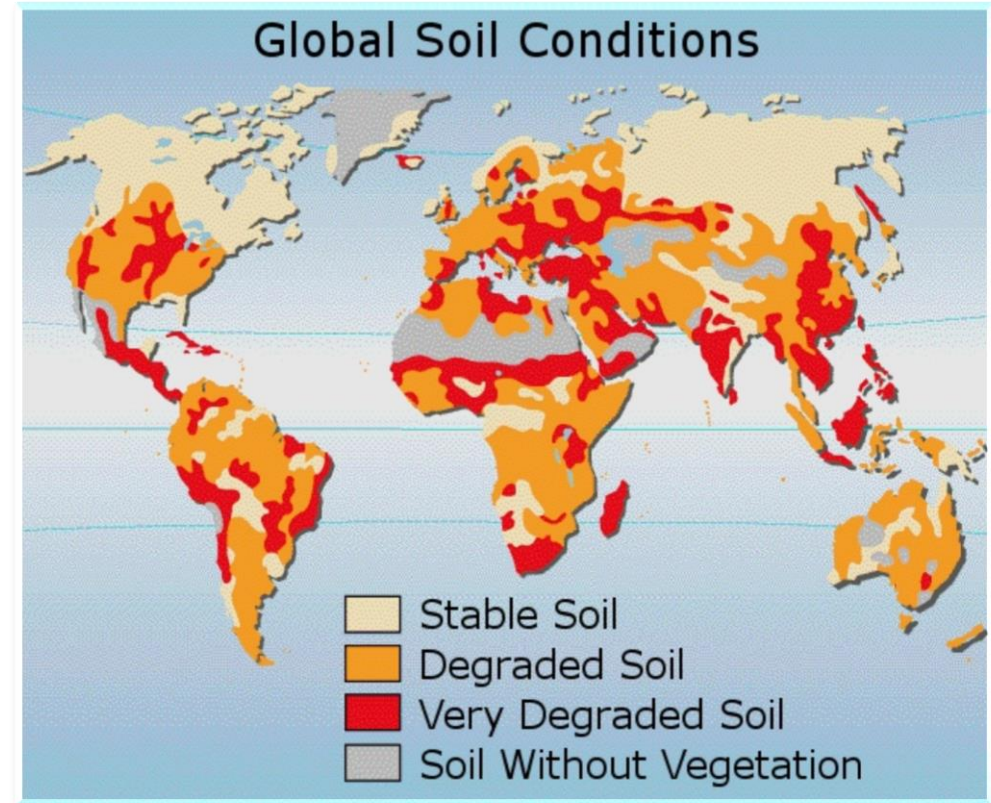 Global Soil Conditions
Stable Soil
Degraded Soil
Very Degraded Soil
Soil Without Vegetation